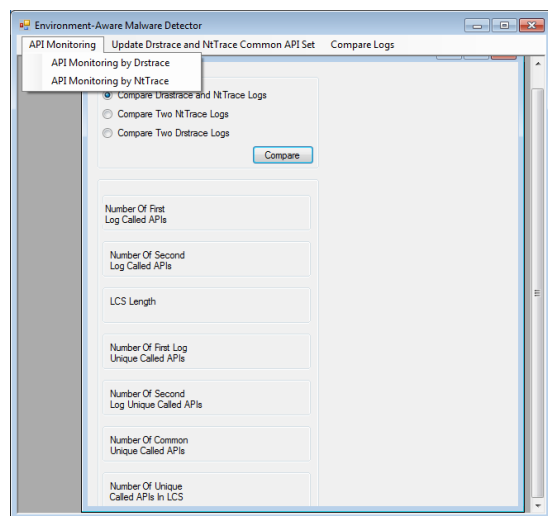 Environment-Aware Malware Detector
API Monitoring Update Drstrace and NtTrace Common API Set Compare Logs
API Monitoring by Drstrace
API Monitoring by NtTrace
Compare Drastrace and NtTrace Logs
Compare Two NtTrace Logs
Compare Two Drstrace Logs
Compare
Number Of First
Log Called APIs
Number Of Second
Log Called APIs
LCS Length
Number Of First Log
Unique Called APIs
Number Of Second
Log Unique Called APIs
Number Of Common
Unique Called APIs
Number Of Unique
Called APIs In LCS